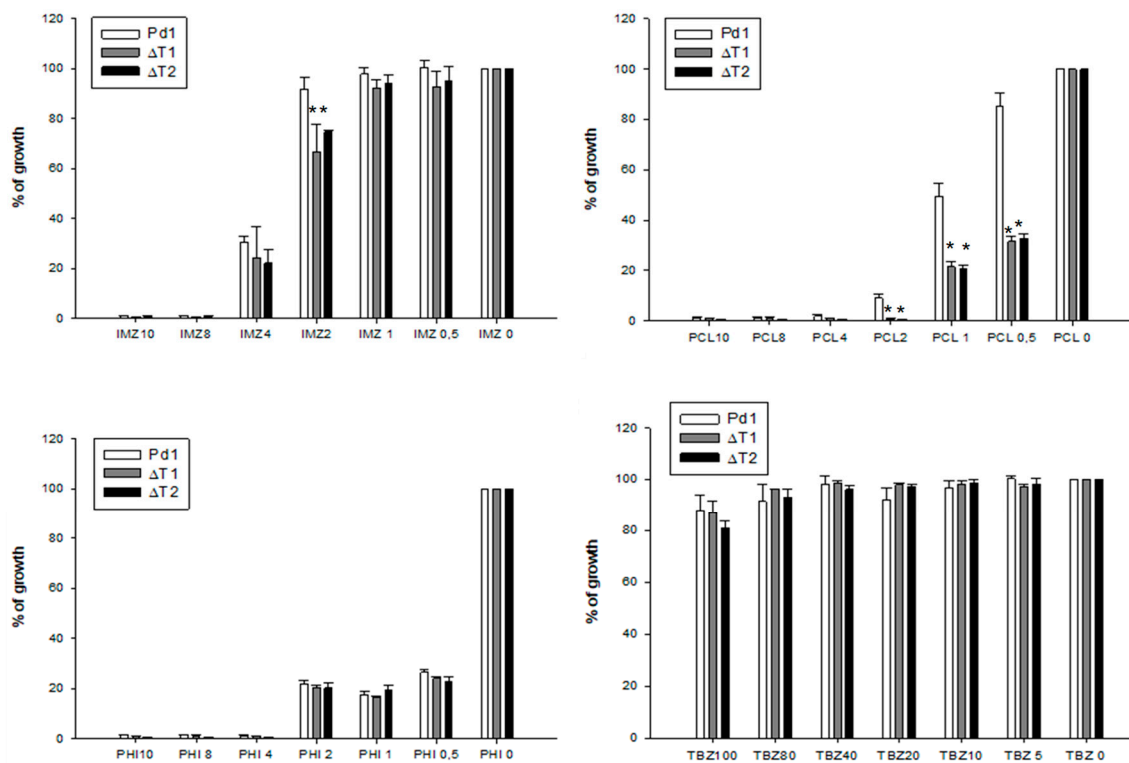 120
100
80
60
40
20
0
% of growth
Pd1
ΔT1
ΔT2
* *
IMZ10 IMZ8 IMZ4 IMZ2 IMZ 1 IMZ 0,5 IMZ 0
120
100
80
60
40
20
0
% of growth
Pd1
ΔT1
ΔT2
* *
* *
* *
PCL10 PCL8 PCL4 PCL2 PCL 1 PCL 0,5 PCL 0
120
100
80
60
40
20
0
% of growth
Pd1
ΔT1
ΔT2
PHI10 PHI 8 PHI 4 PHI 2 PHI 1 PHI 0,5 PHI 0
120
100
80
60
40
20
0
% of growth
Pd1
ΔT1
ΔT2
TBZ100 TBZ80 TBZ40 TBZ20 TBZ10 TBZ 5 TBZ 0